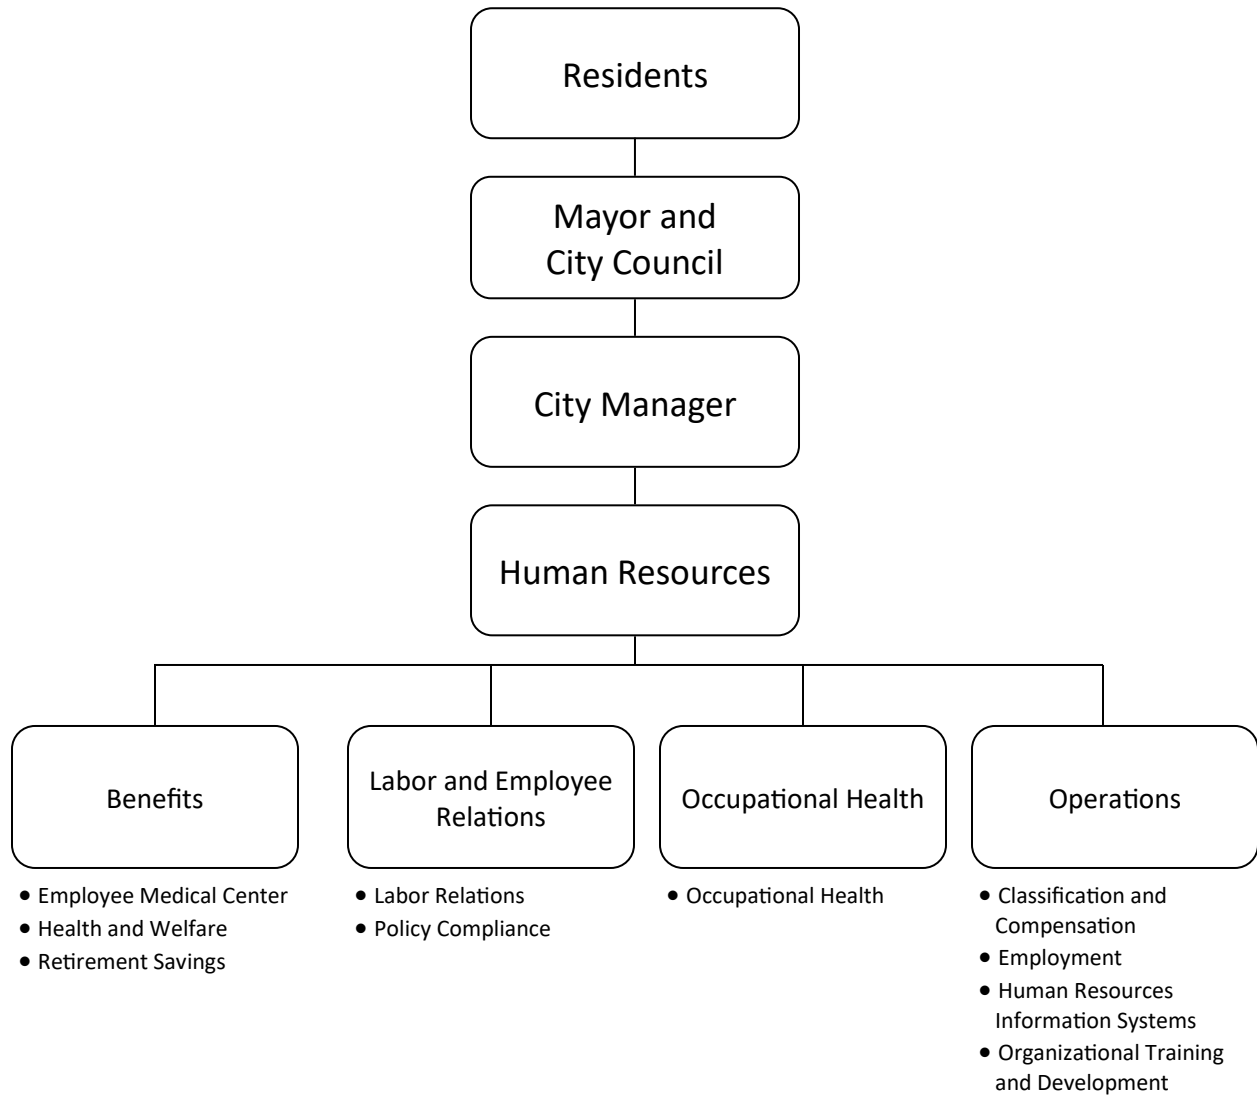 Residents
Mayor and
City Council
City Manager
Human Resources
Benefits
• Employee Medical Center
• Health and Welfare
• Retirement Savings
Labor and Employee
Relations
• Labor Relations
• Policy Compliance
Occupational Health
• Occupational Health
Operations
• Classification and
Compensation
• Employment
• Human Resources
Information Systems
• Organizational Training
and Development